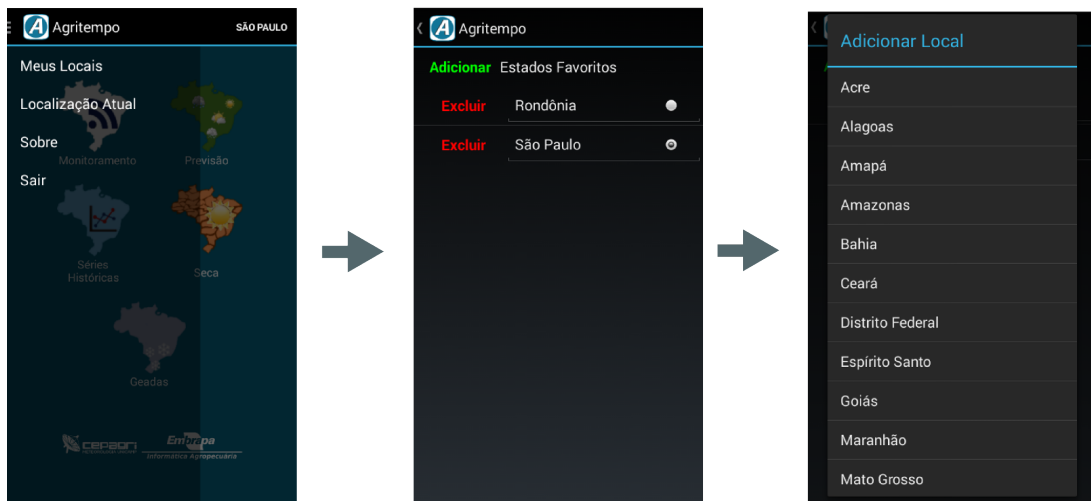 Agritempo SÃO PAULO
Meus Locais
Localização Atual
Sobre
Sair
Monitoramento Previsão
Séries
Históricas
Seca
Geadas
cepagri
Embrapa
Informática Agropecuária
Agritempo
Adicionar Estados Favoritos
Excluir Rondônia
Excluir São Paulo
Adicionar Local
Acre
Alagoas
Amapá
Amazonas
Bahia
Ceará
Distrito Federal
Espírito Santo
Goiás
Maranhão
Mato Grosso